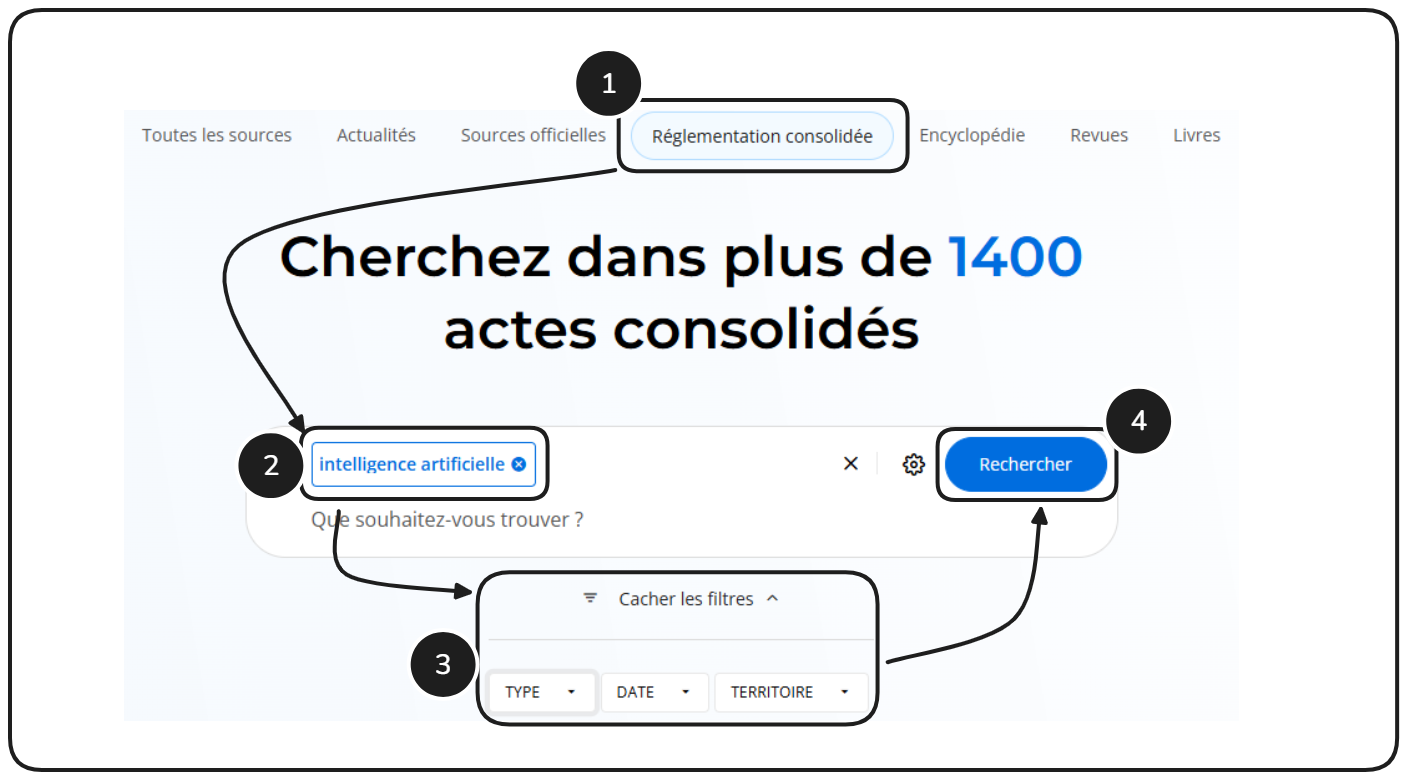 1
Toutes les sources Actualités Sources officielles Réglementation consolidée Encyclopédie Revues Livres
Cherchez dans plus de 1400
actes consolidés
4
2 intelligence artificielle Rechercher
Que souhaitez-vous trouver ?
Cacher les filtres
3
TYPE DATE TERRITOIRE